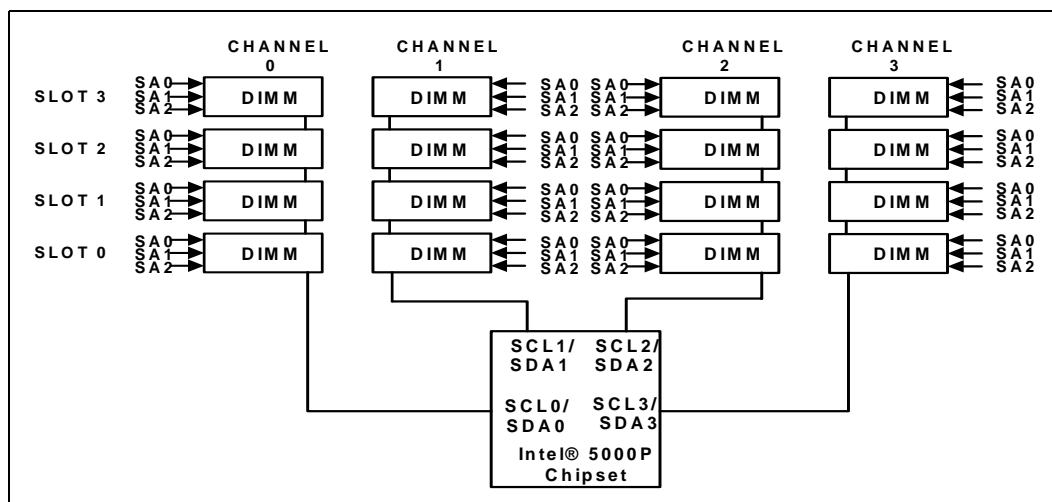 CHANNEL 0 CHANNEL 1 CHANNEL 2 CHANNEL 3
SA0 SA0 SA0 SA0
SLOT 3 SA1 DIMM DIMM SA1 SA1 DIMM DIMM SA1
SA2 SA2 SA2 SA2
SA0 SA0 SA0 SA0
SLOT 2 SA1 DIMM DIMM SA1 SA1 DIMM DIMM SA1
SA2 SA2 SA2 SA2
SA0 SA0 SA0 SA0
SLOT 1 SA1 DIMM DIMM SA1 SA1 DIMM DIMM SA1
SA2 SA2 SA2 SA2
SA0 SA0 SA0 SA0
SLOT 0 SA1 DIMM DIMM SA1 SA1 DIMM DIMM SA1
SA2 SA2 SA2 SA2
SCL1/ SCL2/
SDA1 SDA2
SCL0/ SCL3/
SDA0 SDA3
Intel® 5000P
Chipset